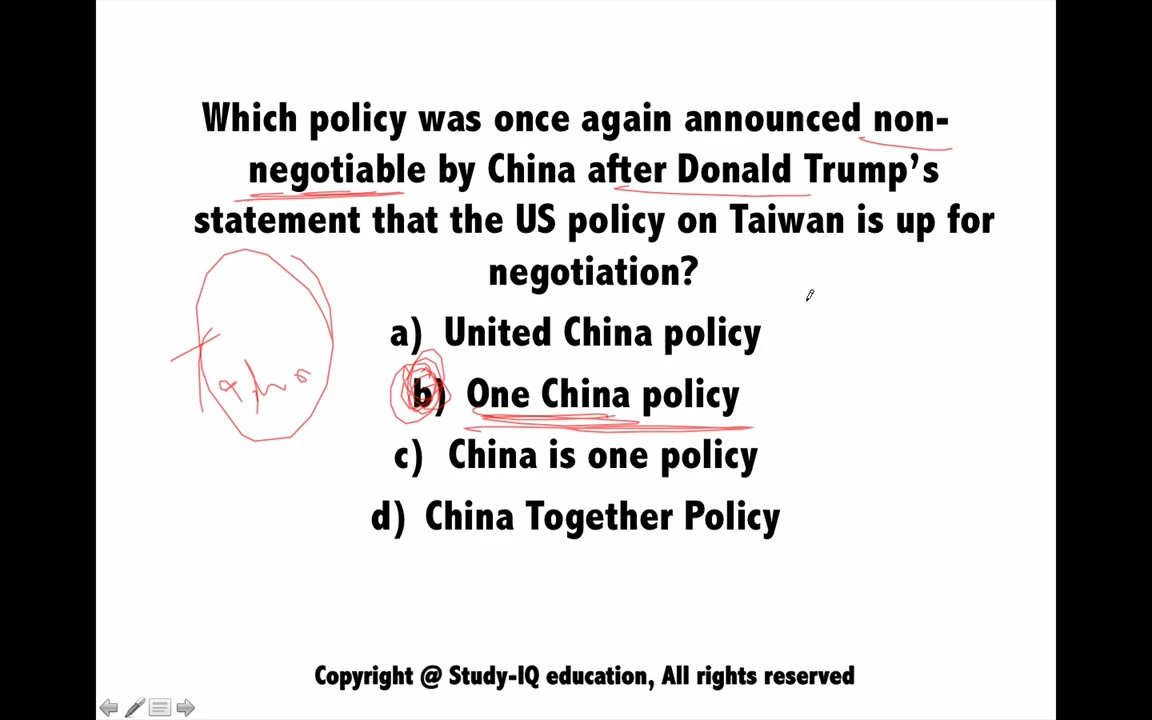 Which policy was once again announced non-
negotiable by China after Donald Trump's
statement that the US policy on Taiwan is up for
negotiation?
a) United China policy
b) One China policy
c) China is one policy
d) China Together Policy
Copyright @ Study-IQ education, All rights reserved